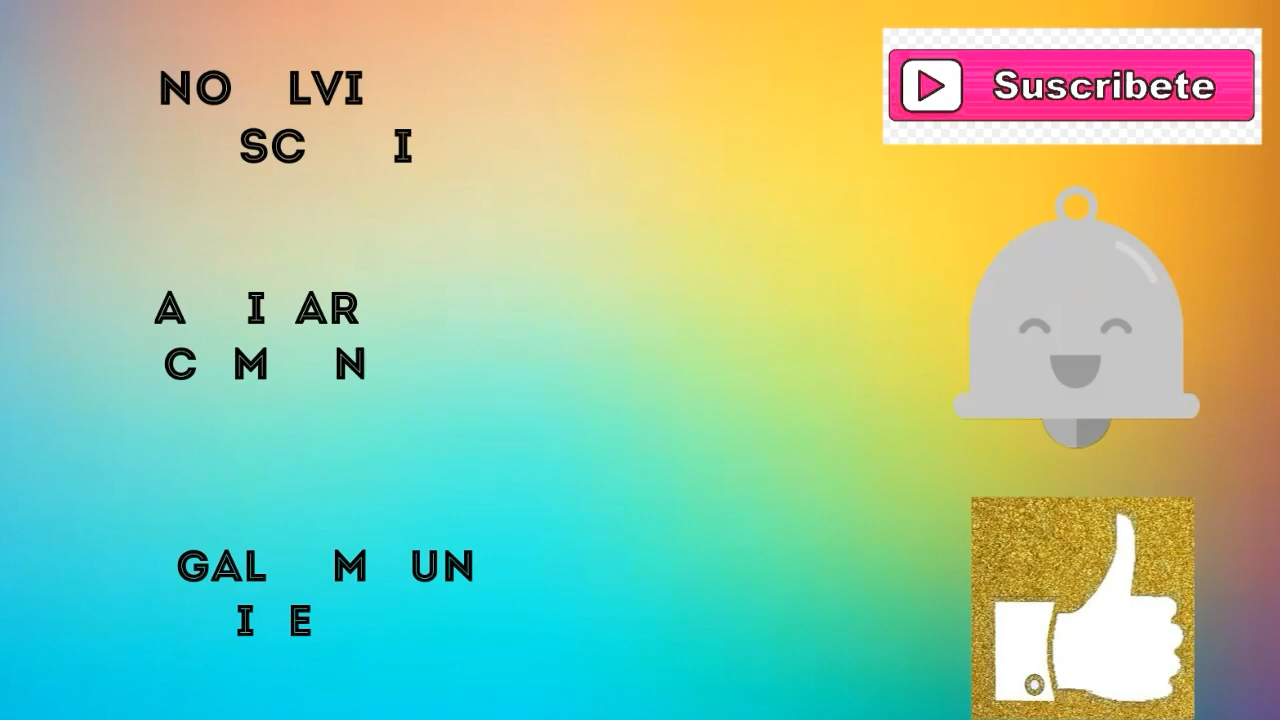 NO LVI
Suscribete
SC I
A I AR
C M N
GAL M UN
I E